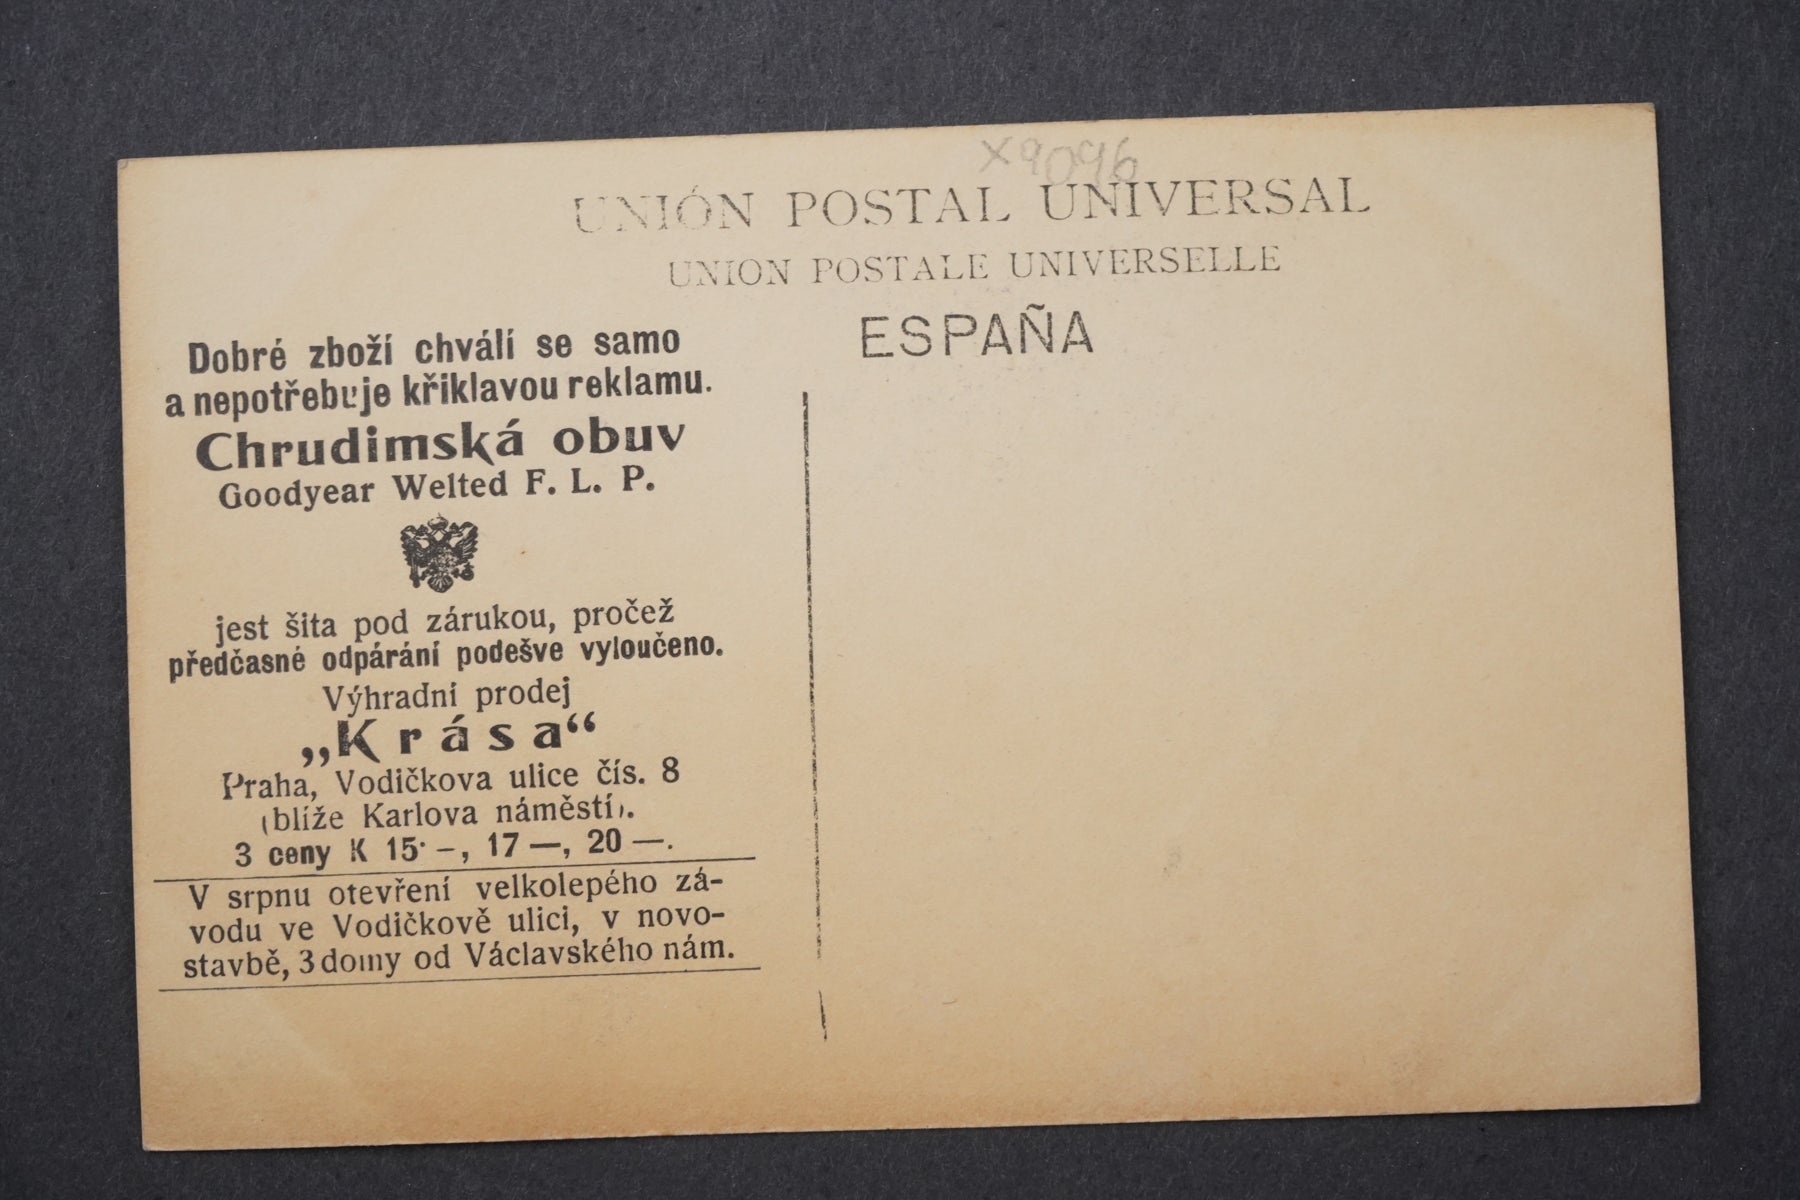 X9096
UNIÓN POSTAL UNIVERSAL
UNION POSTALE UNIVERSELLE
ESPAÑA
Dobré zboží chválí se samo
a nepotřebuje křiklavou reklamu.
Chrudimská obuv
Goodyear Welted F. L. P.
jest šita pod zárukou, pročež
předčasné odpárání podešve vyloučeno.
Výhradní prodej
„Krása“
Praha, Vodičkova ulice čís. 8
(blíže Karlova náměstí).
3 ceny K 15·–, 17 —, 20 —.
V srpnu otevření velkolepého zá-
vodu ve Vodičkově ulici, v novo-
stavbě, 3 domy od Václavského nám.